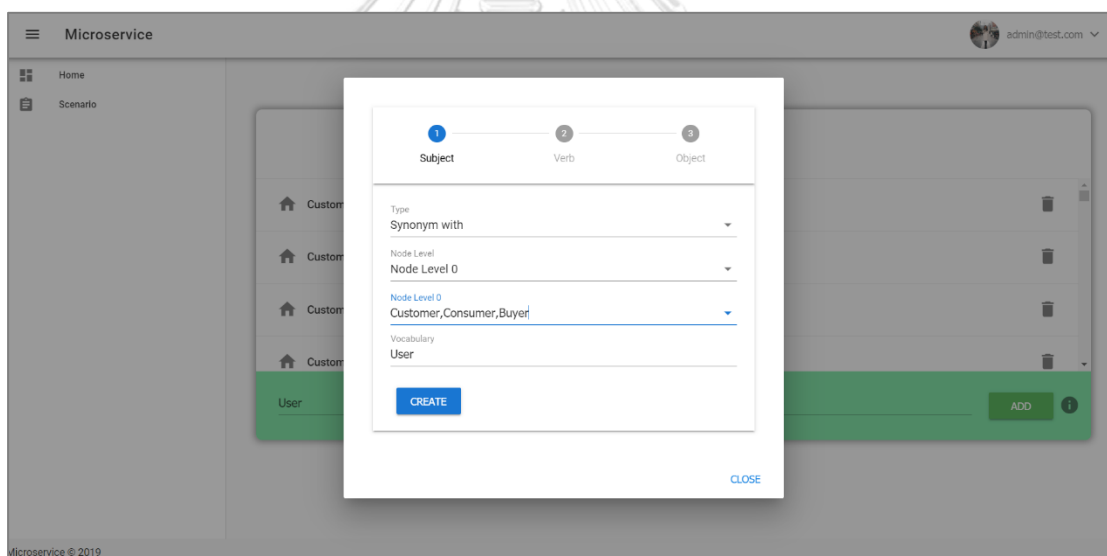 Microservice
admin@test.com
Home
Scenario
1 2 3
Subject Verb Object
Type
Synonym with
Node Level
Node Level 0
Node Level 0
Customer,Consumer,Buyer
Vocabulary
User
CREATE
CLOSE
Custom
Custom
Custom
Custom
User
ADD
Microservice © 2019